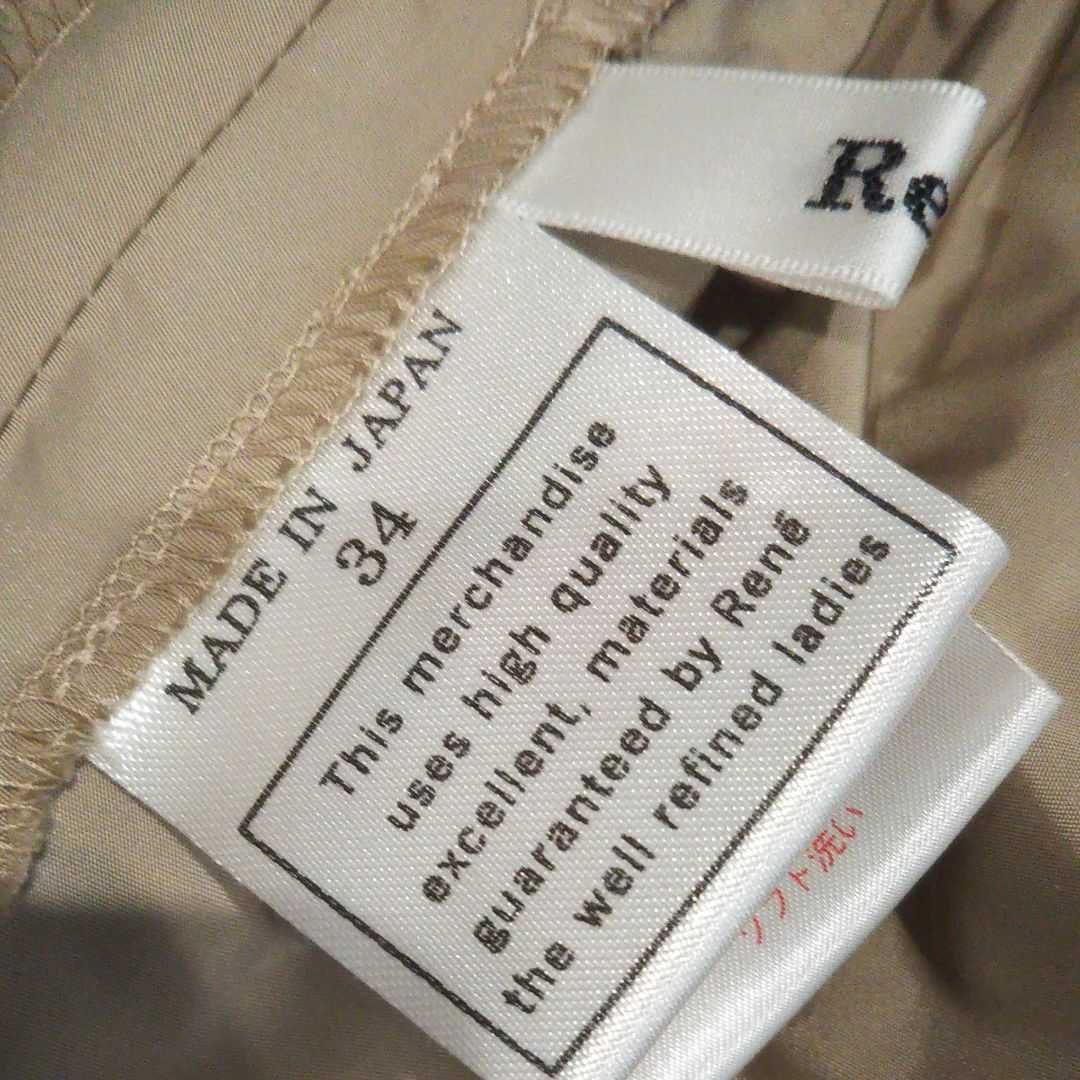 Re
MADE IN JAPAN
34
This merchandise
uses high quality
excellent, materials
guaranteed by René
the well refined ladies
ソフト洗い